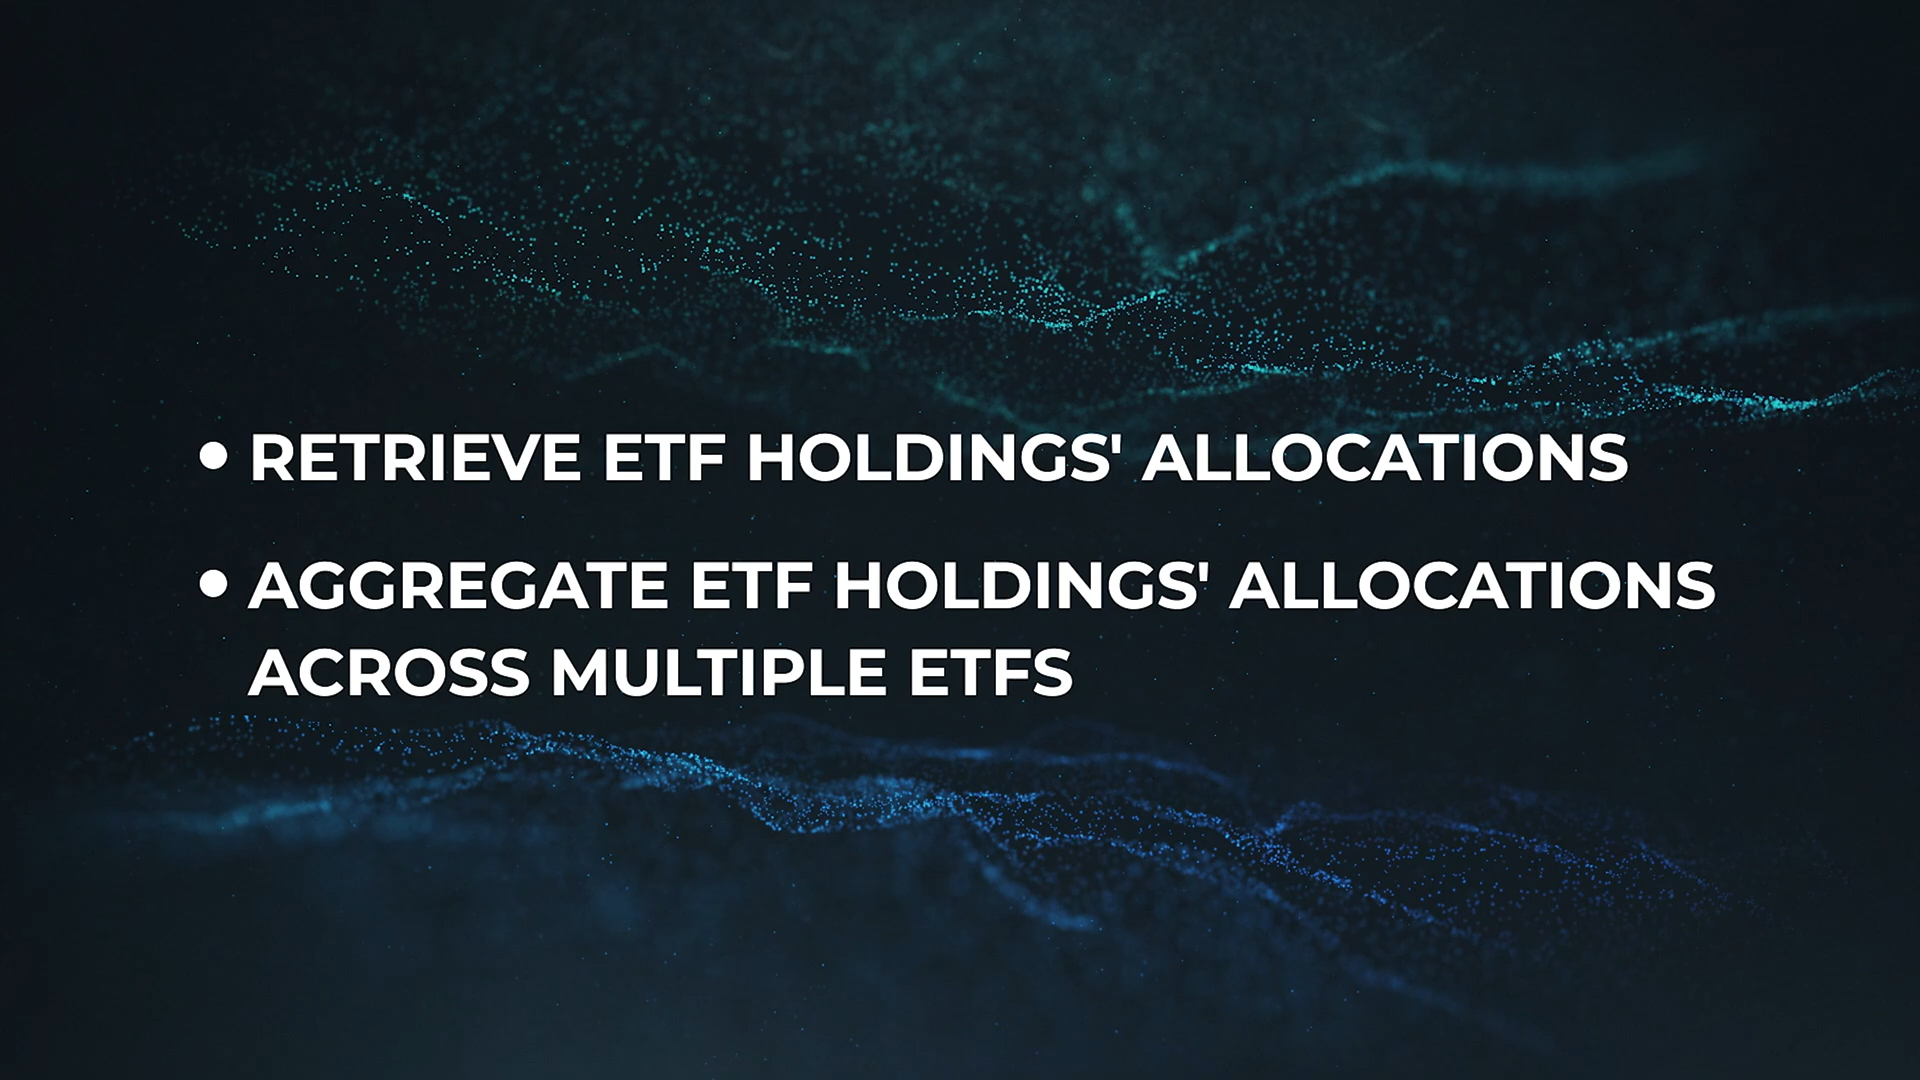 • RETRIEVE ETF HOLDINGS' ALLOCATIONS
• AGGREGATE ETF HOLDINGS' ALLOCATIONS
ACROSS MULTIPLE ETFS